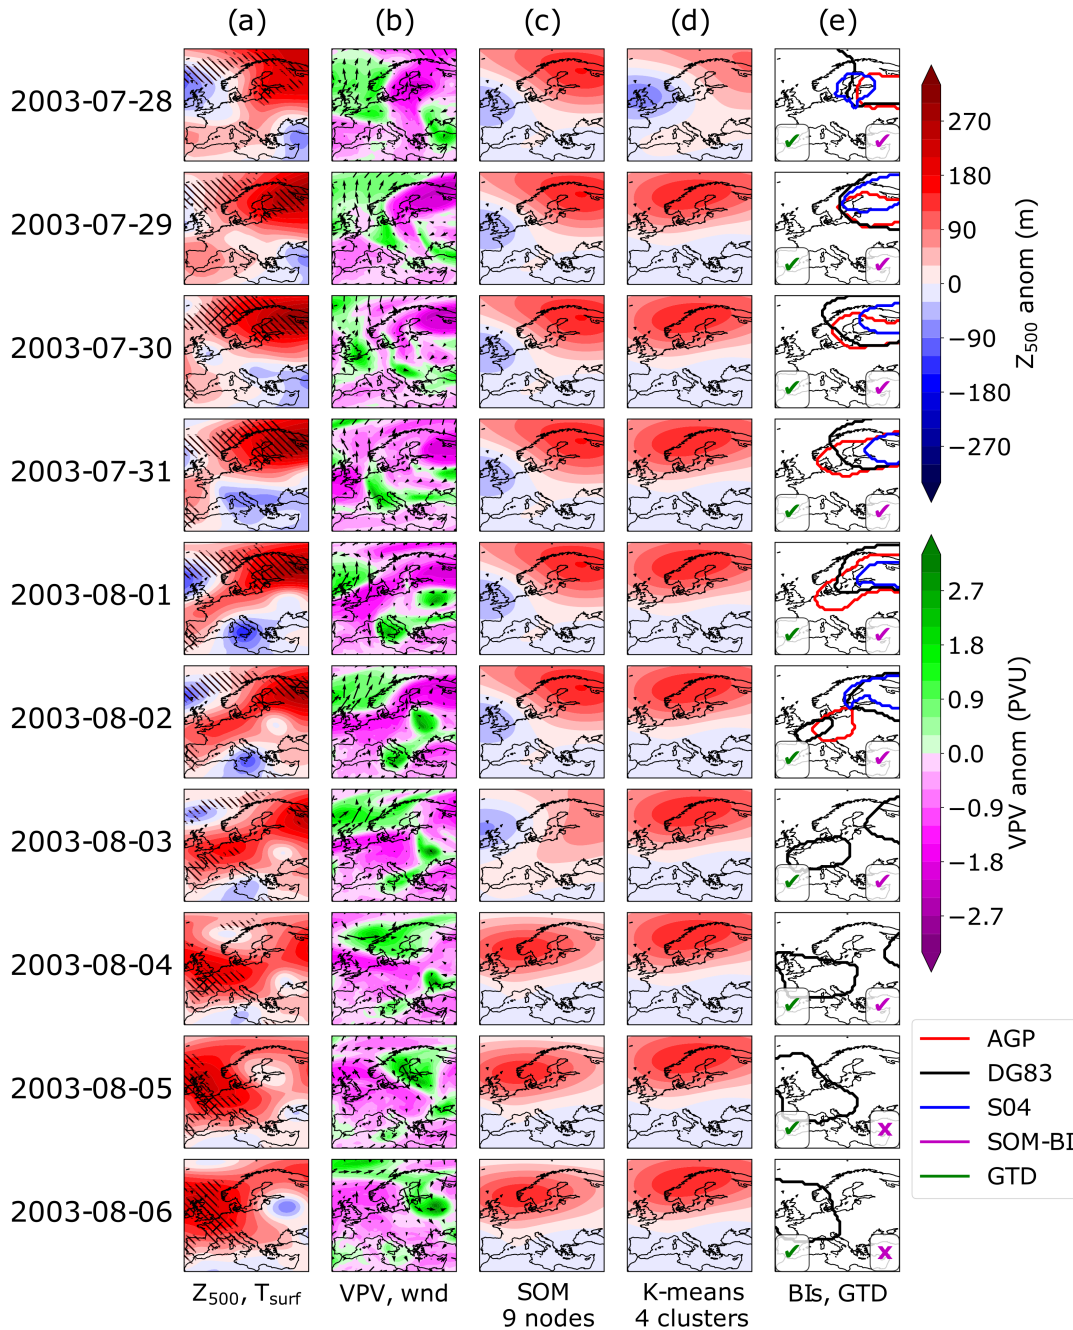 (a) (b) (c) (d) (e)
2003-07-28
2003-07-29
2003-07-30
2003-07-31
2003-08-01
2003-08-02
2003-08-03
2003-08-04
2003-08-05
2003-08-06
Z500, Tsurf
VPV, wnd
SOM
9 nodes
K-means
4 clusters
BIs, GTD
270
180
90
0
−90
−180
−270
Z500 anom (m)
2.7
1.8
0.9
0.0
−0.9
−1.8
−2.7
VPV anom (PVU)
AGP
DG83
S04
SOM-BI
GTD